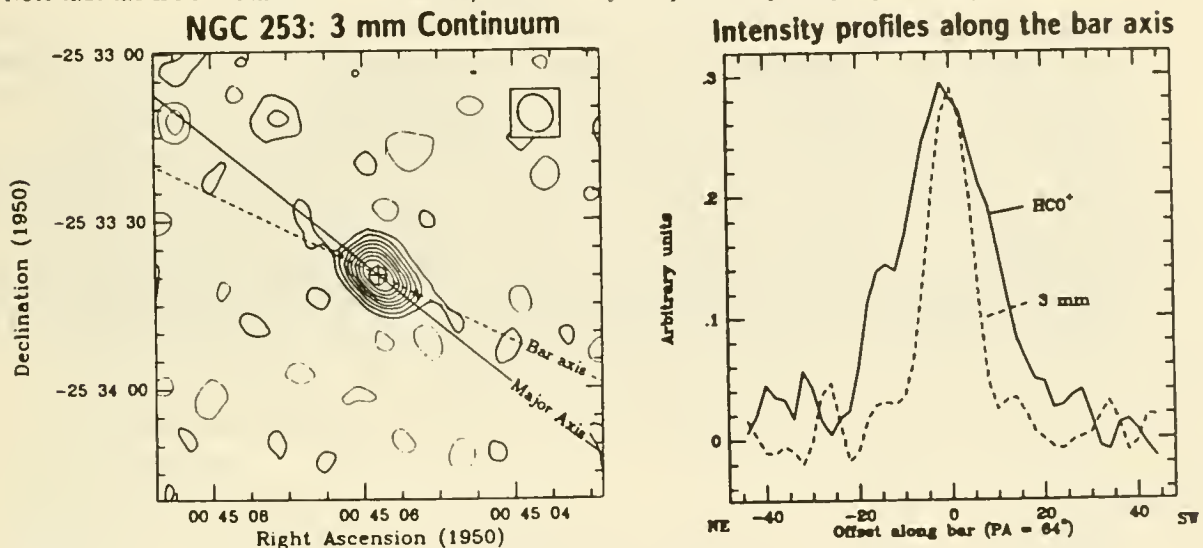 NGC 253: 3 mm Continuum
-25 33 00
-25 33 30
-25 34 00
Declination (1950)
Bar axis
Major Axis
00 45 08
00 45 06
00 45 04
Right Ascension (1950)
Intensity profiles along the bar axis
.3
.2
.1
0
Arbitrary units
HCO⁺
3 mm
NE
-40
-20
0
20
40
SW
Offset along bar (PA = 64°)